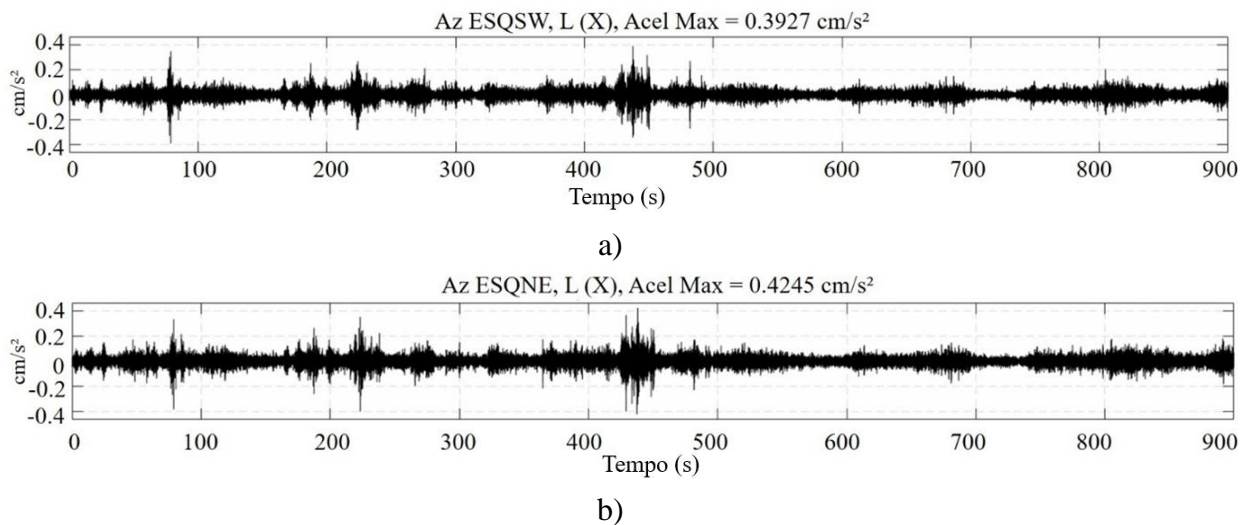 Az ESQSW, L (X), Acel Max = 0.3927 cm/s²
0.4
0.2
0
-0.2
-0.4
cm/s²
0 100 200 300 400 500 600 700 800 900
Tempo (s)
a)
Az ESQNE, L (X), Acel Max = 0.4245 cm/s²
0.4
0.2
0
-0.2
-0.4
cm/s²
0 100 200 300 400 500 600 700 800 900
Tempo (s)
b)